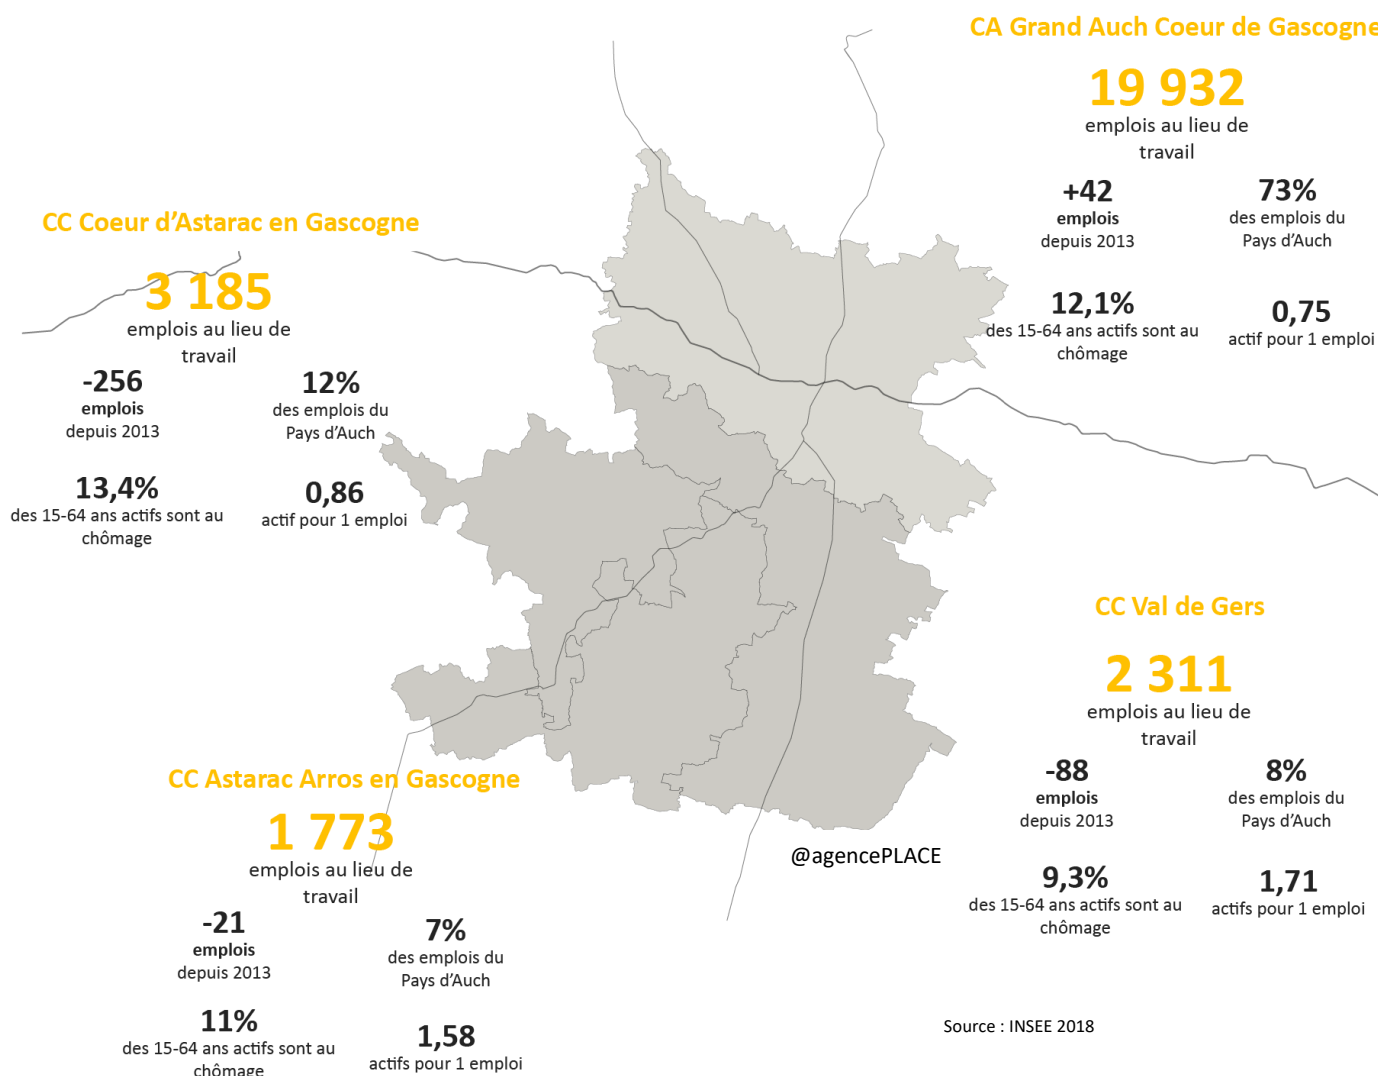 CA Grand Auch Coeur de Gascogne
19 932
emplois au lieu de
travail
+42
emplois
depuis 2013
73%
des emplois du
Pays d'Auch
12,1%
des 15-64 ans actifs sont au
chômage
0,75
actif pour 1 emploi
CC Coeur d'Astarac en Gascogne
3 185
emplois au lieu de
travail
-256
emplois
depuis 2013
12%
des emplois du
Pays d'Auch
13,4%
des 15-64 ans actifs sont au
chômage
0,86
actif pour 1 emploi
CC Val de Gers
2 311
emplois au lieu de
travail
-88
emplois
depuis 2013
8%
des emplois du
Pays d'Auch
9,3%
des 15-64 ans actifs sont au
chômage
1,71
actifs pour 1 emploi
CC Astarac Arros en Gascogne
1 773
emplois au lieu de
travail
-21
emplois
depuis 2013
7%
des emplois du
Pays d'Auch
11%
des 15-64 ans actifs sont au
chômage
1,58
actifs pour 1 emploi
@agencePLACE
Source : INSEE 2018